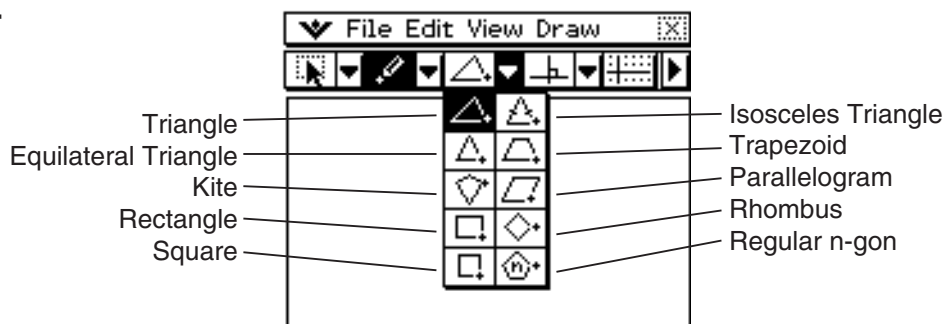 File Edit View Draw
Triangle
Equilateral Triangle
Kite
Rectangle
Square
Isosceles Triangle
Trapezoid
Parallelogram
Rhombus
Regular n-gon
n